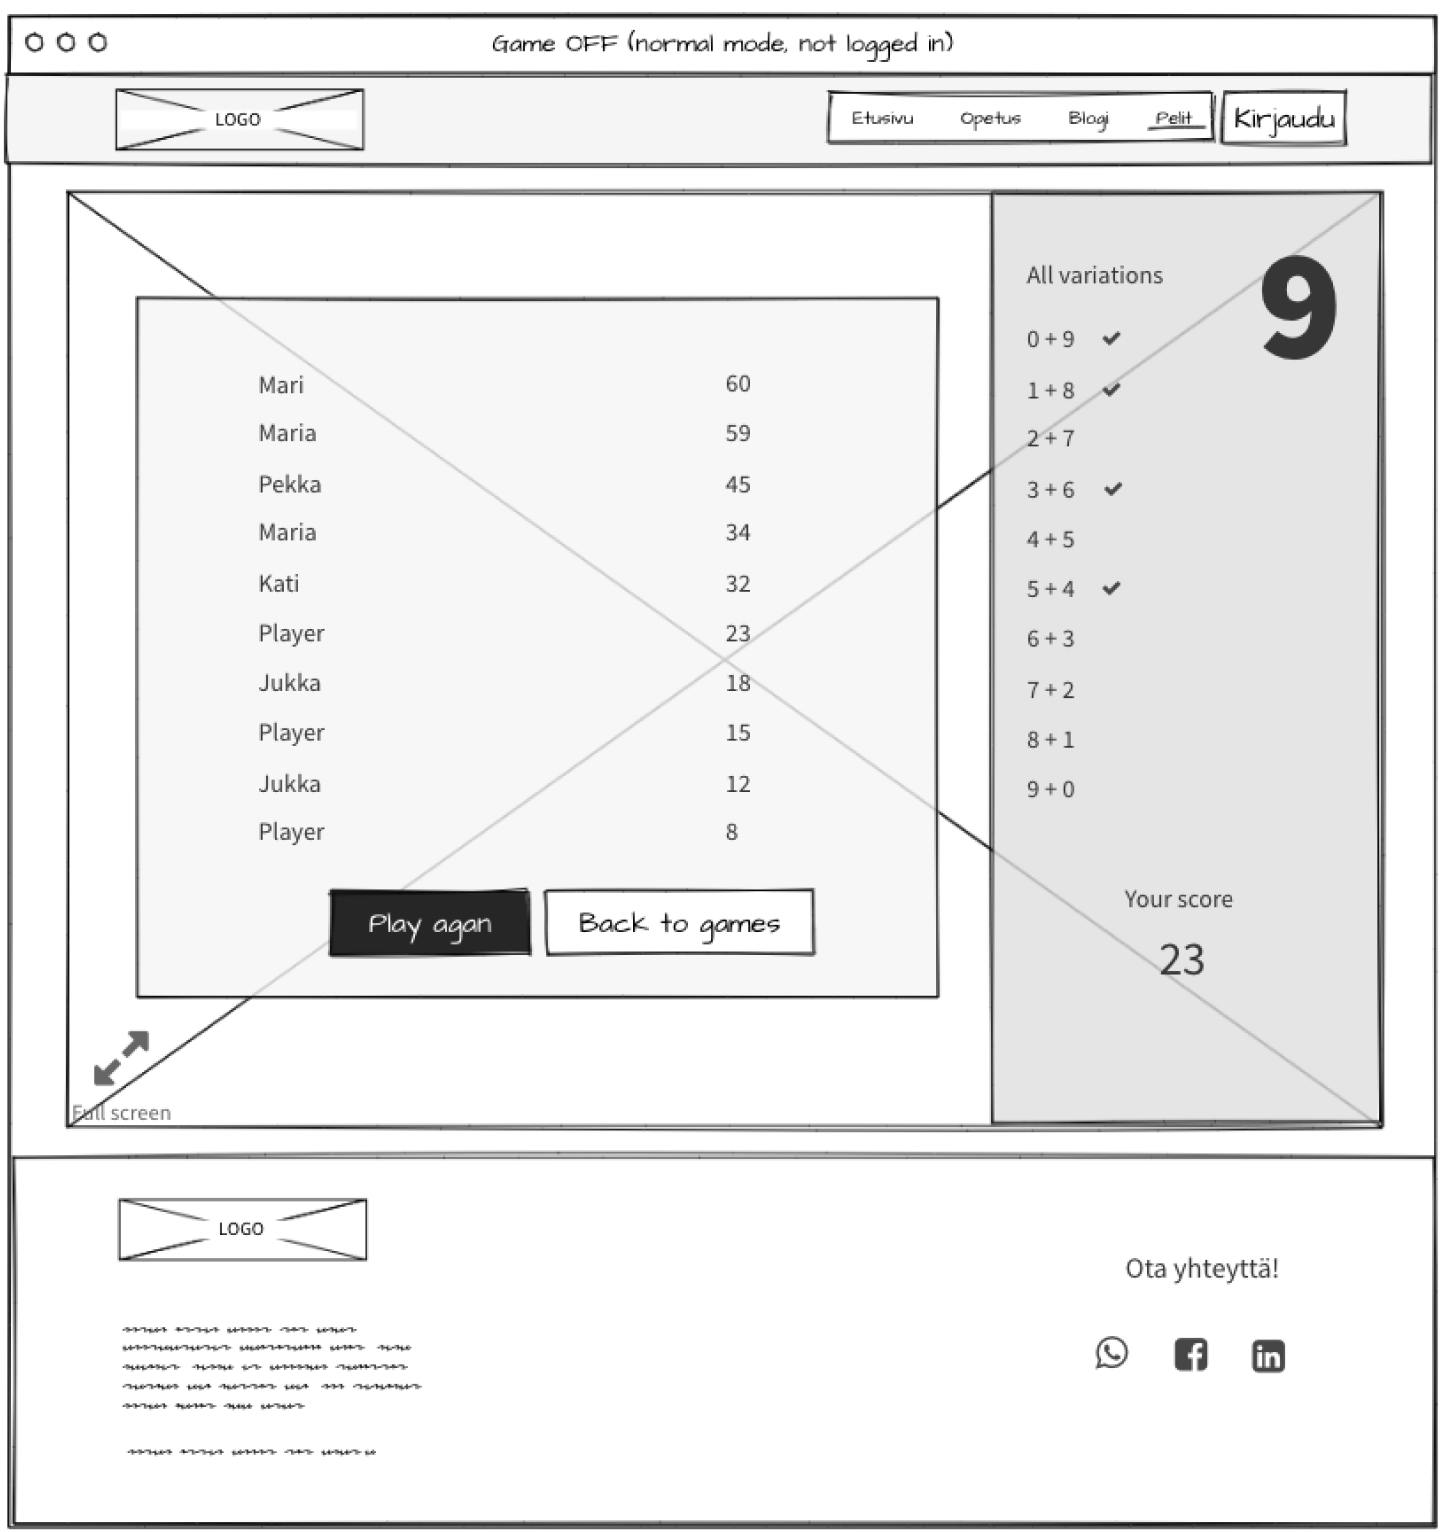 Game OFF (normal mode, not logged in)
LOGO
Etusivu Opetus Blogi Pelit Kirjaudu
Mari 60
Maria 59
Pekka 45
Maria 34
Kati 32
Player 23
Jukka 18
Player 15
Jukka 12
Player 8
Play agan
Back to games
Full screen
All variations
9
0 + 9
1 + 8
2 + 7
3 + 6
4 + 5
5 + 4
6 + 3
7 + 2
8 + 1
9 + 0
Your score
23
LOGO
Ota yhteyttä!